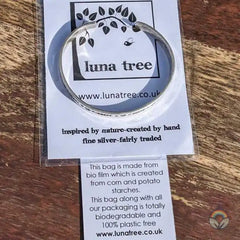 luna tree
www.lunatree.co.uk
inspired by nature-created by hand
fine silver-fairly traded
This bag is made from
bio film which is created
from corn and potato
starches.
This bag along with all
our packaging is totally
biodegradable and
100% plastic free
www.lunatree.co.uk